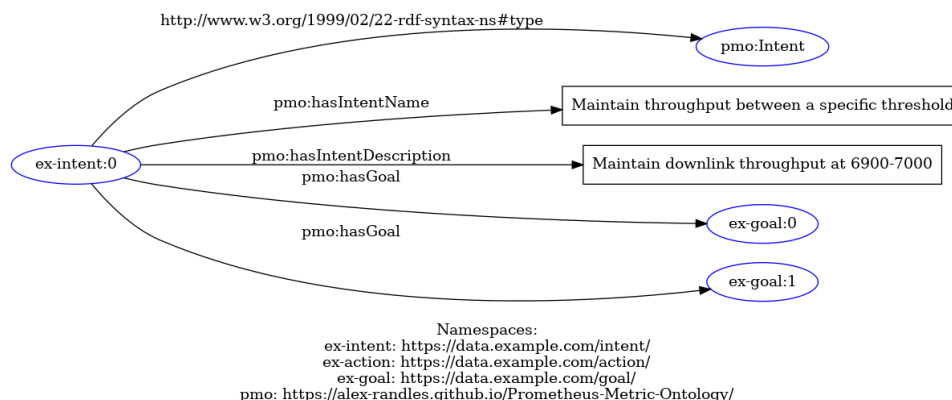 http://www.w3.org/1999/02/22-rdf-syntax-ns#type
pmo:Intent
pmo:hasIntentName
Maintain throughput between a specific threshold
ex-intent:0
pmo:hasIntentDescription
Maintain downlink throughput at 6900-7000
pmo:hasGoal
ex-goal:0
pmo:hasGoal
ex-goal:1
Namespaces:
ex-intent: https://data.example.com/intent/
ex-action: https://data.example.com/action/
ex-goal: https://data.example.com/goal/
pmo: https://alex-randles.github.io/Prometheus-Metric-Ontology/